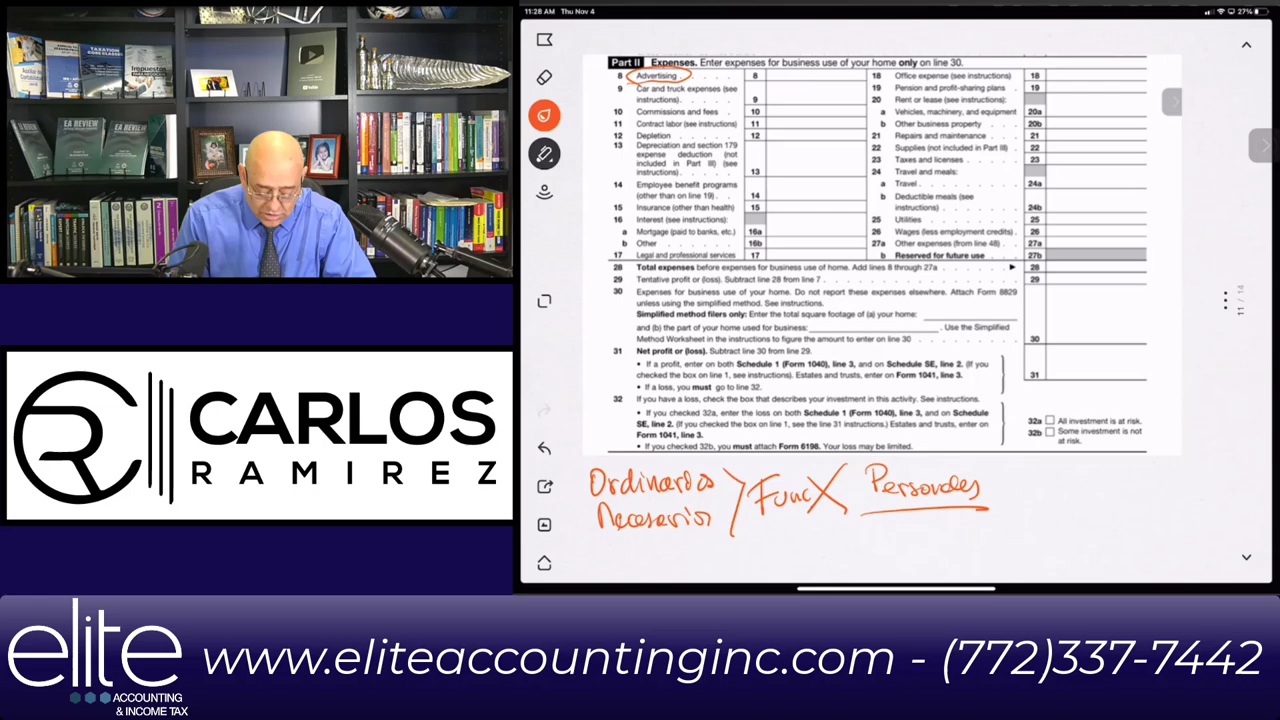 11:28 AM Thu Nov 4
27%
Part II Expenses. Enter expenses for business use of your home only on line 30.
8 Advertising . . . . . 8
9 Car and truck expenses (see instructions). . . . . 9
10 Commissions and fees . 10
11 Contract labor (see instructions) 11
12 Depletion . . . . . 12
13 Depreciation and section 179 expense deduction (not included in Part III) (see instructions). . . . . 13
14 Employee benefit programs (other than on line 19) . . 14
15 Insurance (other than health) 15
16 Interest (see instructions):
a Mortgage (paid to banks, etc.) 16a
b Other . . . . . . 16b
17 Legal and professional services 17
18 Office expense (see instructions) 18
19 Pension and profit-sharing plans . 19
20 Rent or lease (see instructions):
a Vehicles, machinery, and equipment 20a
b Other business property . . . 20b
21 Repairs and maintenance . . . 21
22 Supplies (not included in Part III) . 22
23 Taxes and licenses . . . . . 23
24 Travel and meals:
a Travel . . . . . . . . . 24a
b Deductible meals (see instructions) . . . . . . . 24b
25 Utilities . . . . . . . . 25
26 Wages (less employment credits) . 26
27a Other expenses (from line 48) . . 27a
b Reserved for future use . . . 27b
28 Total expenses before expenses for business use of home. Add lines 8 through 27a . . . . . . . ▶ 28
29 Tentative profit or (loss). Subtract line 28 from line 7 . . . . . . . . . . . . . . . . 29
30 Expenses for business use of your home. Do not report these expenses elsewhere. Attach Form 8829
unless using the simplified method. See instructions.
Simplified method filers only: Enter the total square footage of (a) your home:
and (b) the part of your home used for business: . Use the Simplified
Method Worksheet in the instructions to figure the amount to enter on line 30 . . . . . . . . . 30
31 Net profit or (loss). Subtract line 30 from line 29.
• If a profit, enter on both Schedule 1 (Form 1040), line 3, and on Schedule SE, line 2. (If you
checked the box on line 1, see instructions). Estates and trusts, enter on Form 1041, line 3.
• If a loss, you must go to line 32.
31
32 If you have a loss, check the box that describes your investment in this activity. See instructions.
• If you checked 32a, enter the loss on both Schedule 1 (Form 1040), line 3, and on Schedule
SE, line 2. (If you checked the box on line 1, see the line 31 instructions.) Estates and trusts, enter on
Form 1041, line 3.
• If you checked 32b, you must attach Form 6198. Your loss may be limited.
32a All investment is at risk.
32b Some investment is not at risk.
Ordinarios
Necesarios
Func
Personales
11 / 14
TAXATION
EA REVIEW
EA REVIEW
CR CARLOS
RAMIREZ
elite
ACCOUNTING
& INCOME TAX
www.eliteaccountinginc.com - (772)337-7442